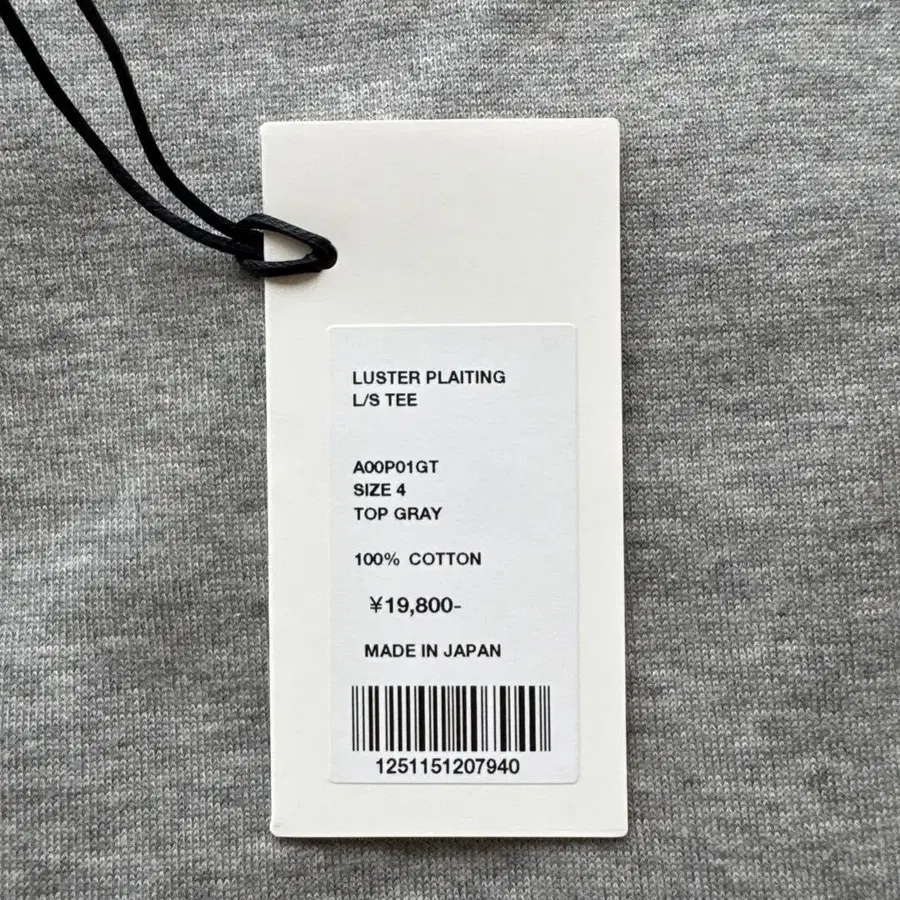 LUSTER PLAITING
L/S TEE
A00P01GT
SIZE 4
TOP GRAY
100% COTTON
¥19,800-
MADE IN JAPAN
1251151207940